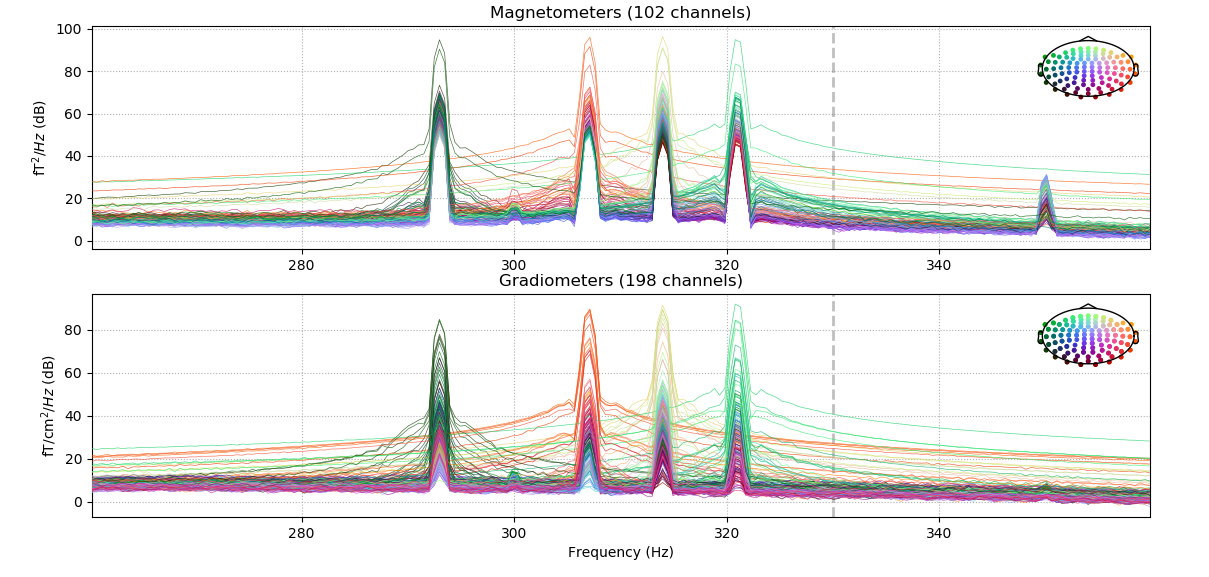 Magnetometers (102 channels)
fT²/Hz (dB)
100
80
60
40
20
0
280 300 320 340
Gradiometers (198 channels)
fT/cm²/Hz (dB)
80
60
40
20
0
280 300 320 340
Frequency (Hz)